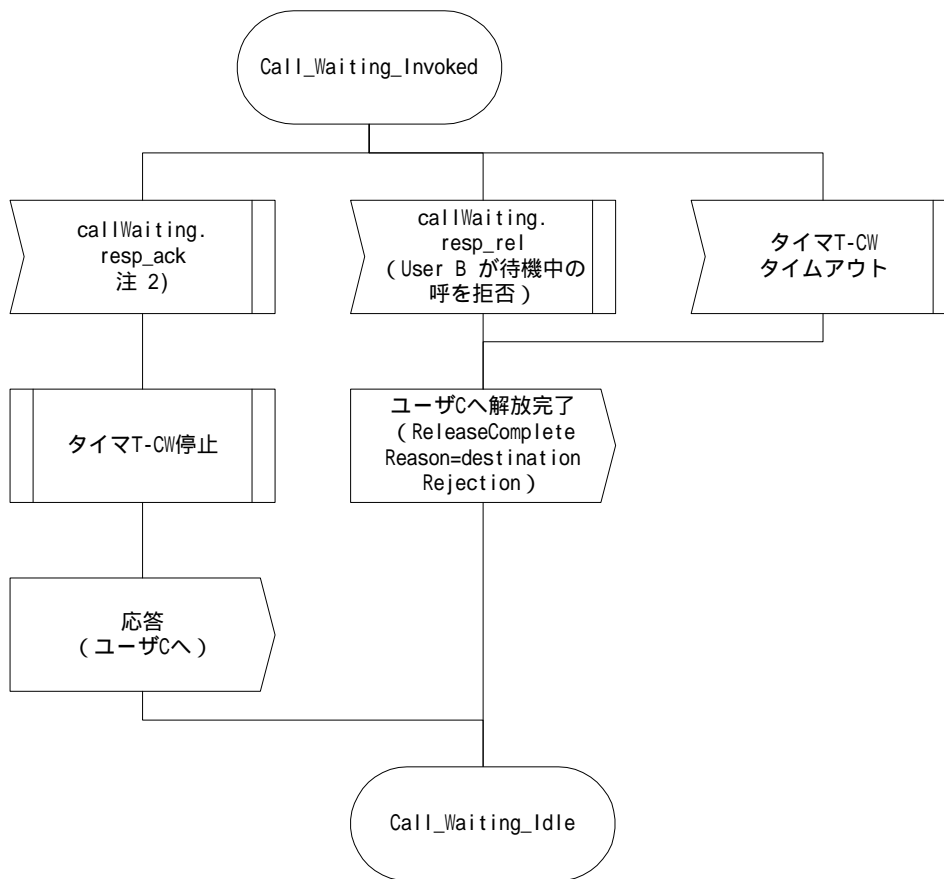 Call_Waiting_Invoked
callWaiting.
resp_ack
注 2)
callWaiting.
resp_rel
（User B が待機中の
呼を拒否）
タイマT-CW
タイムアウト
タイマT-CW停止
ユーザCへ解放完了
（ReleaseComplete
Reason=destination
Rejection）
応答
（ユーザCへ）
Call_Waiting_Idle